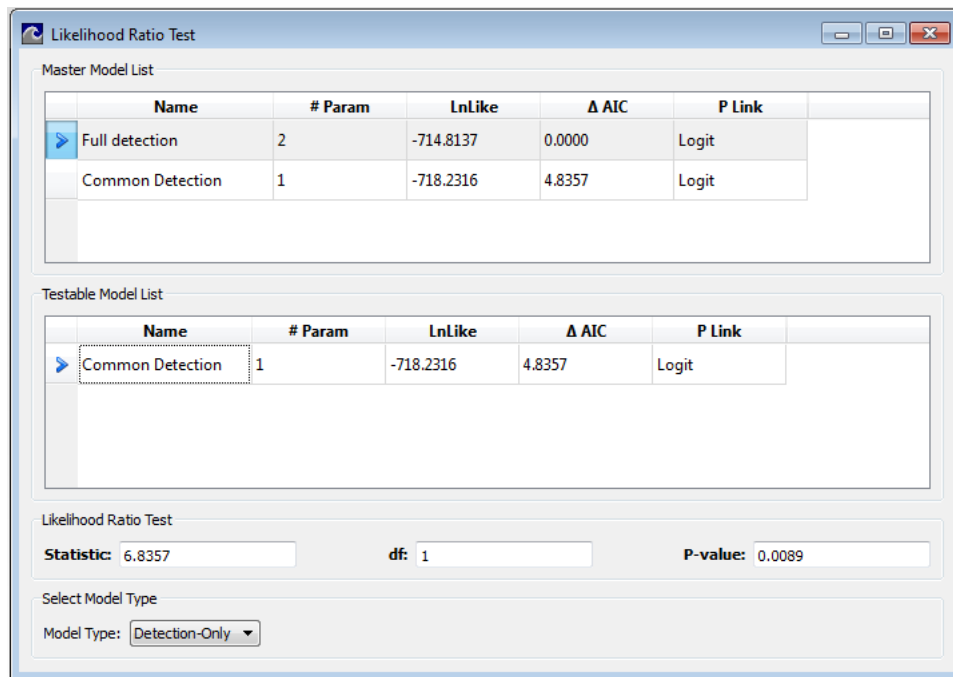 Likelihood Ratio Test
Master Model List
Name # Param LnLike Δ AIC P Link
Full detection 2 -714.8137 0.0000 Logit
Common Detection 1 -718.2316 4.8357 Logit
Testable Model List
Name # Param LnLike Δ AIC P Link
Common Detection 1 -718.2316 4.8357 Logit
Likelihood Ratio Test
Statistic: 6.8357 df: 1 P-value: 0.0089
Select Model Type
Model Type: Detection-Only